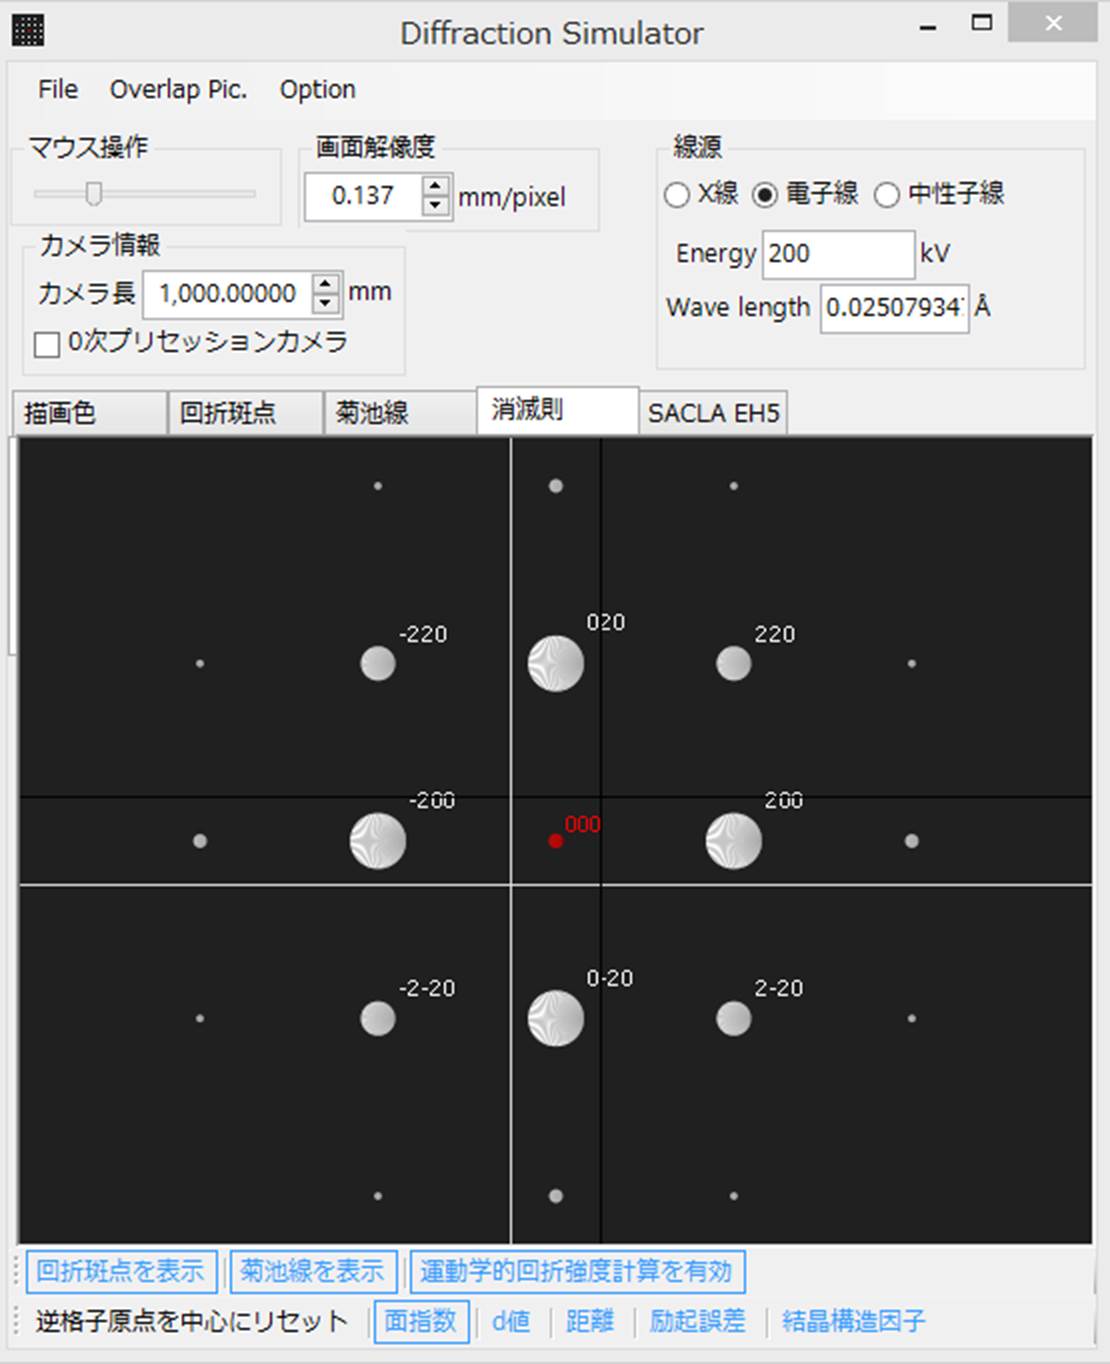 Diffraction Simulator
File Overlap Pic. Option
マウス操作 画面解像度 線源
0.137 mm/pixel X線 電子線 中性子線
カメラ情報 Energy 200 kV
カメラ長 1,000.00000 mm Wave length 0.02507934 Å
0次プリセッションカメラ
描画色 回折斑点 菊池線 消滅則 SACLA EH5
-220 020 220
-200 000 200
-2-20 0-20 2-20
回折斑点を表示 菊池線を表示 運動学的回折強度計算を有効
逆格子原点を中心にリセット 面指数 d値 距離 励起誤差 結晶構造因子